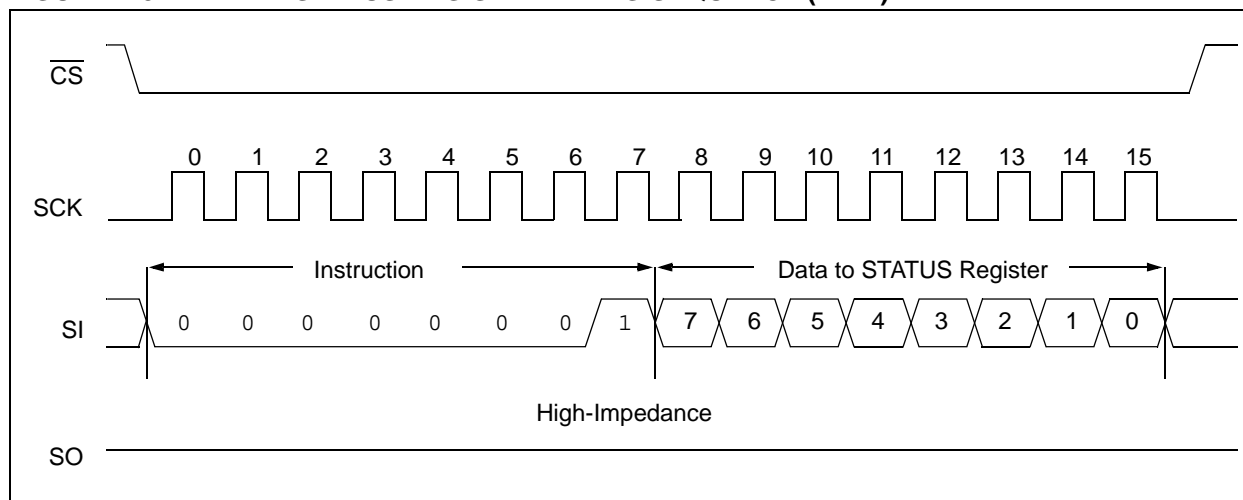 CS
0 1 2 3 4 5 6 7 8 9 10 11 12 13 14 15
SCK
Instruction Data to STATUS Register
SI 0 0 0 0 0 0 0 1 7 6 5 4 3 2 1 0
High-Impedance
SO